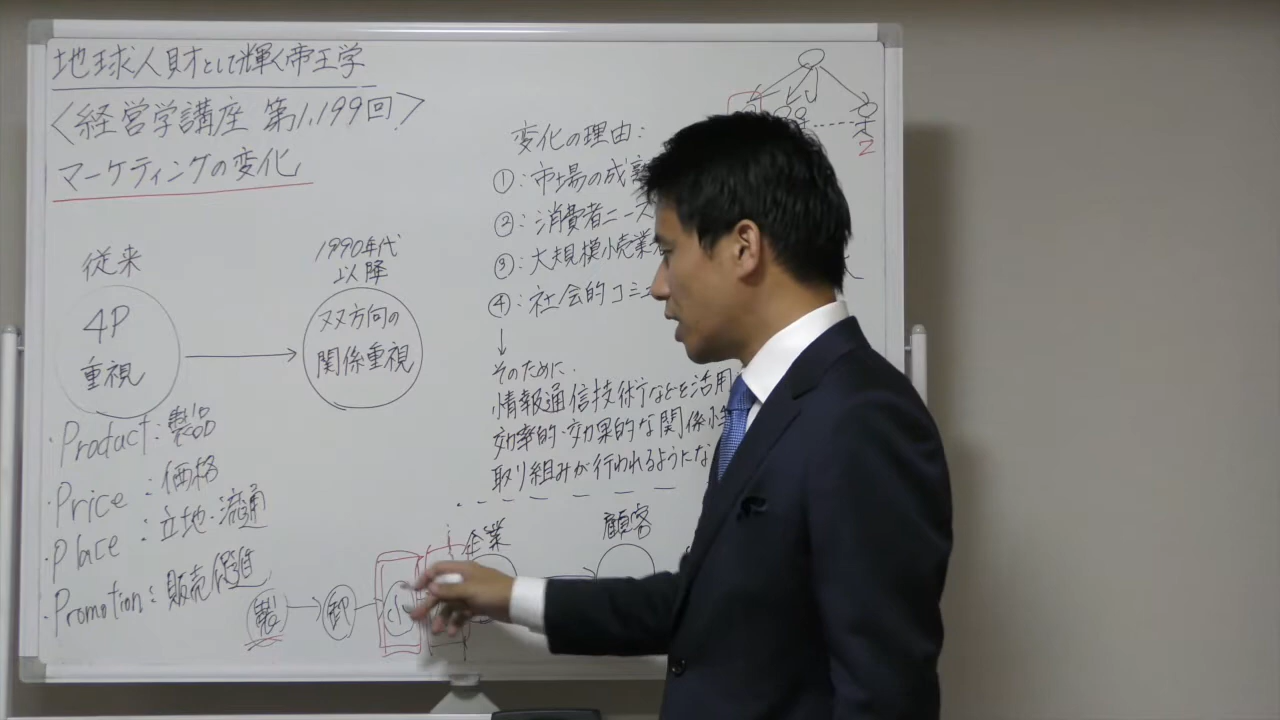 地球人財として輝く帝王学
〈経営学講座 第1,199回〉
マーケティングの変化
従来
4P
重視
1990年代
以降
双方向の
関係重視
・Product：製品
・Price：価格
・Place：立地・流通
・Promotion：販売促進
製
卸
小
変化の理由：
①：市場の成
②：消費者ニーズ
③：大規模小売業
④：社会的コミュ
そのために、
情報通信技術などを活用
効率的・効果的な関係
取り組みが行われるようにな
企業
顧客
Z